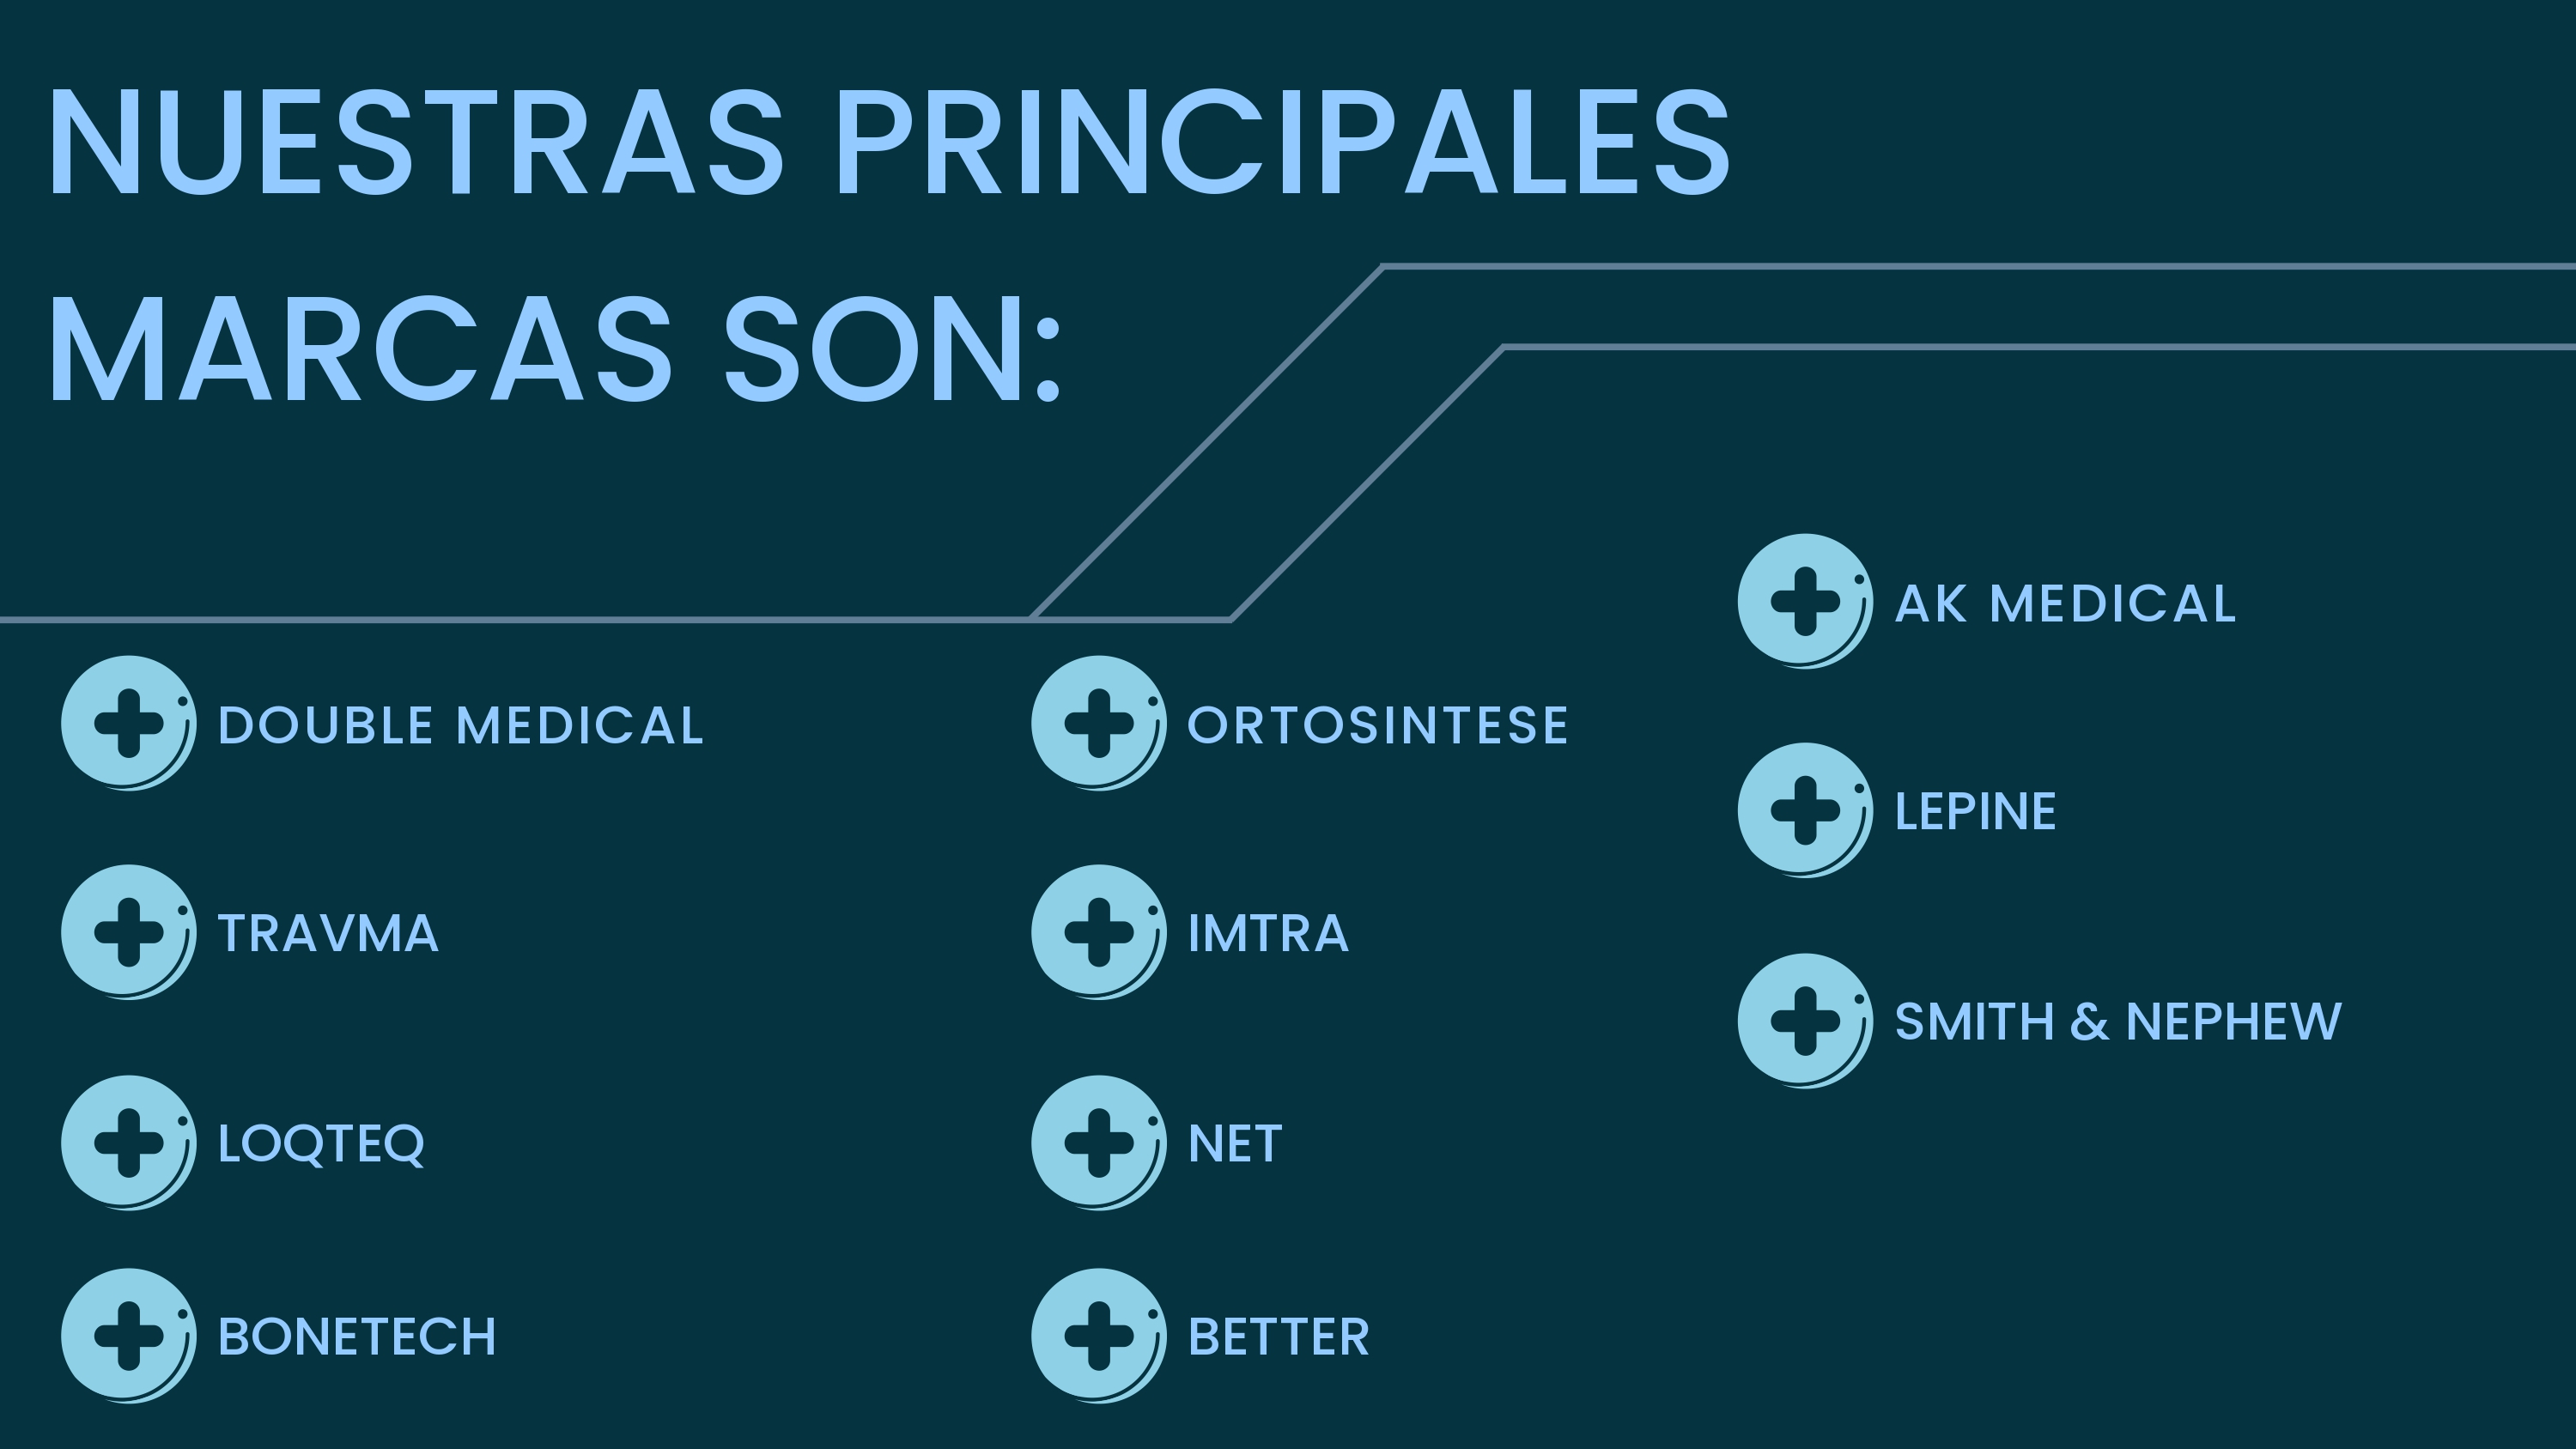 NUESTRAS PRINCIPALES
MARCAS SON:
DOUBLE MEDICAL
TRAVMA
LOQTEQ
BONETECH
ORTOSINTESE
IMTRA
NET
BETTER
AK MEDICAL
LEPINE
SMITH & NEPHEW